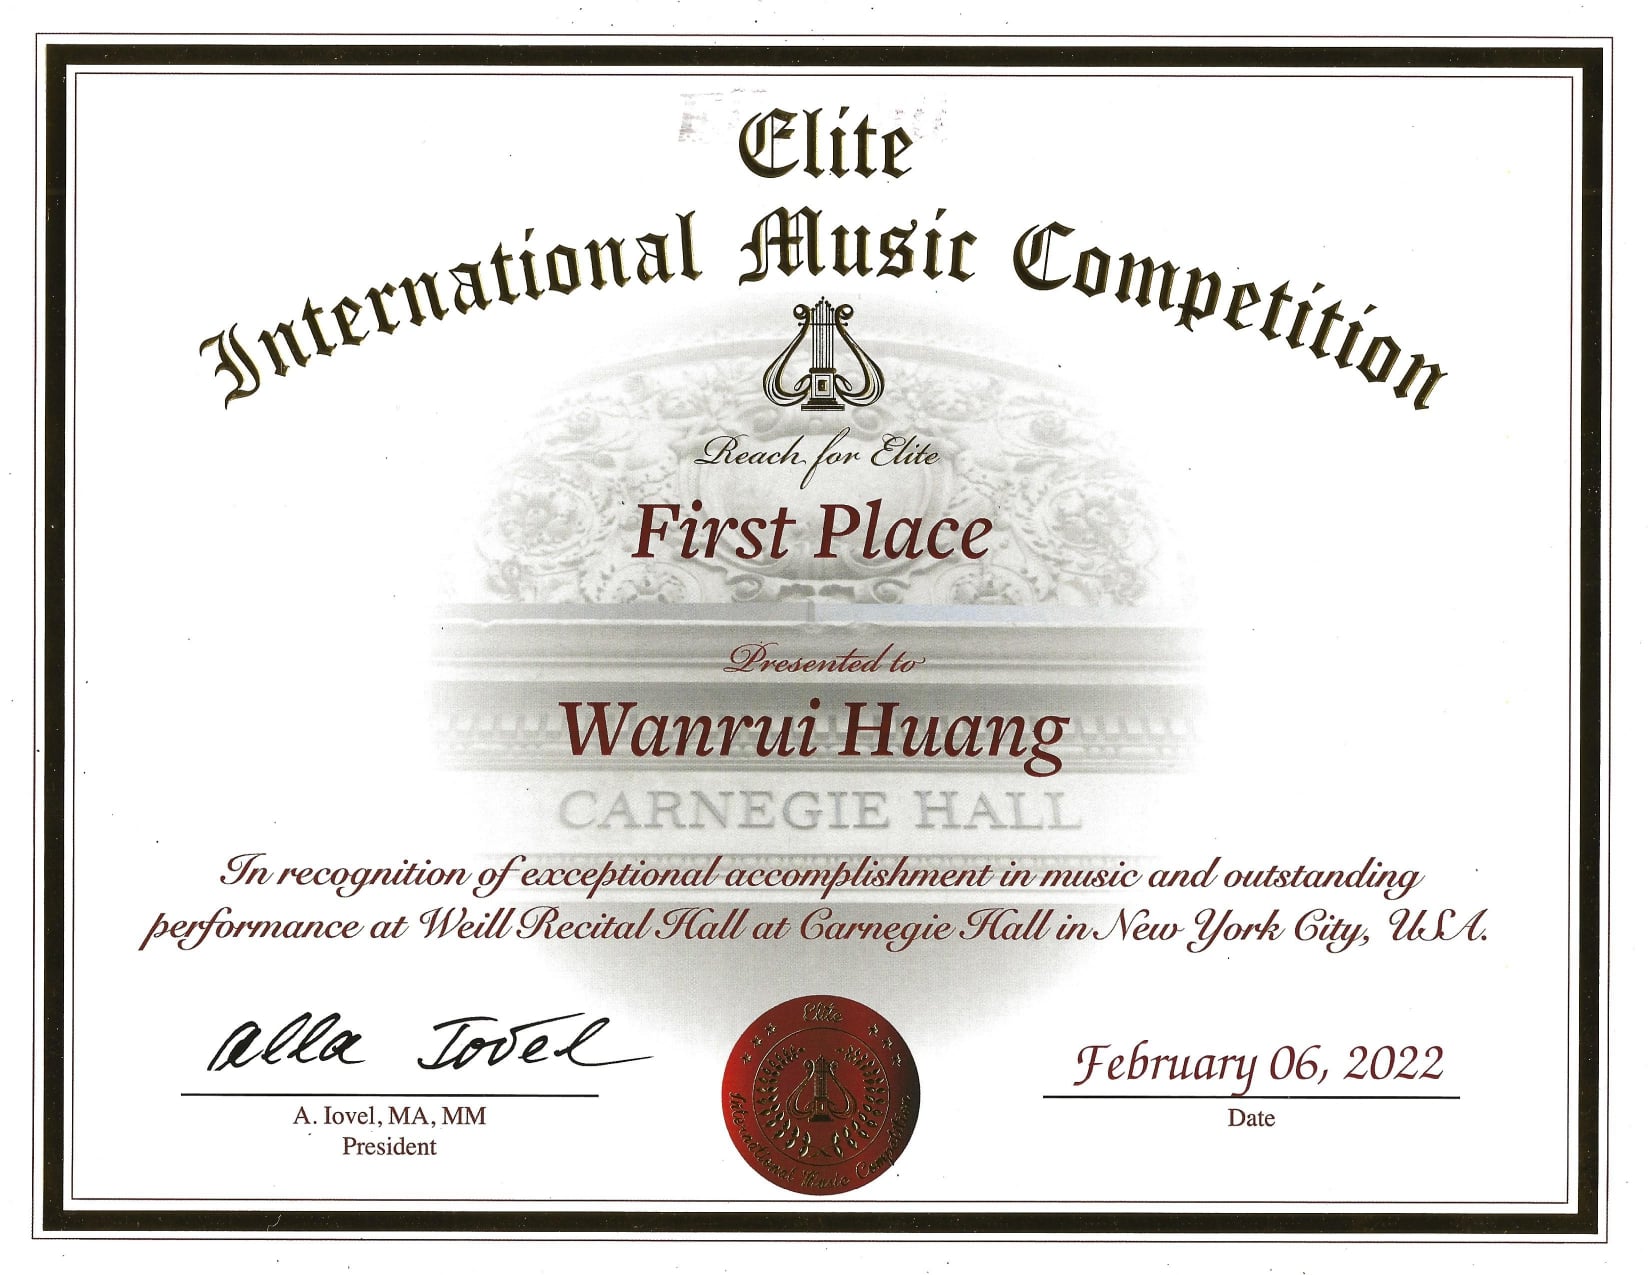 Elite
International Music Competition
Reach for Elite
First Place
Presented to
Wanrui Huang
CARNEGIE HALL
In recognition of exceptional accomplishment in music and outstanding
performance at Weill Recital Hall at Carnegie Hall in New York City, USA.
Alla Iovel
A. Iovel, MA, MM
President
Elite
International Music Competition
February 06, 2022
Date